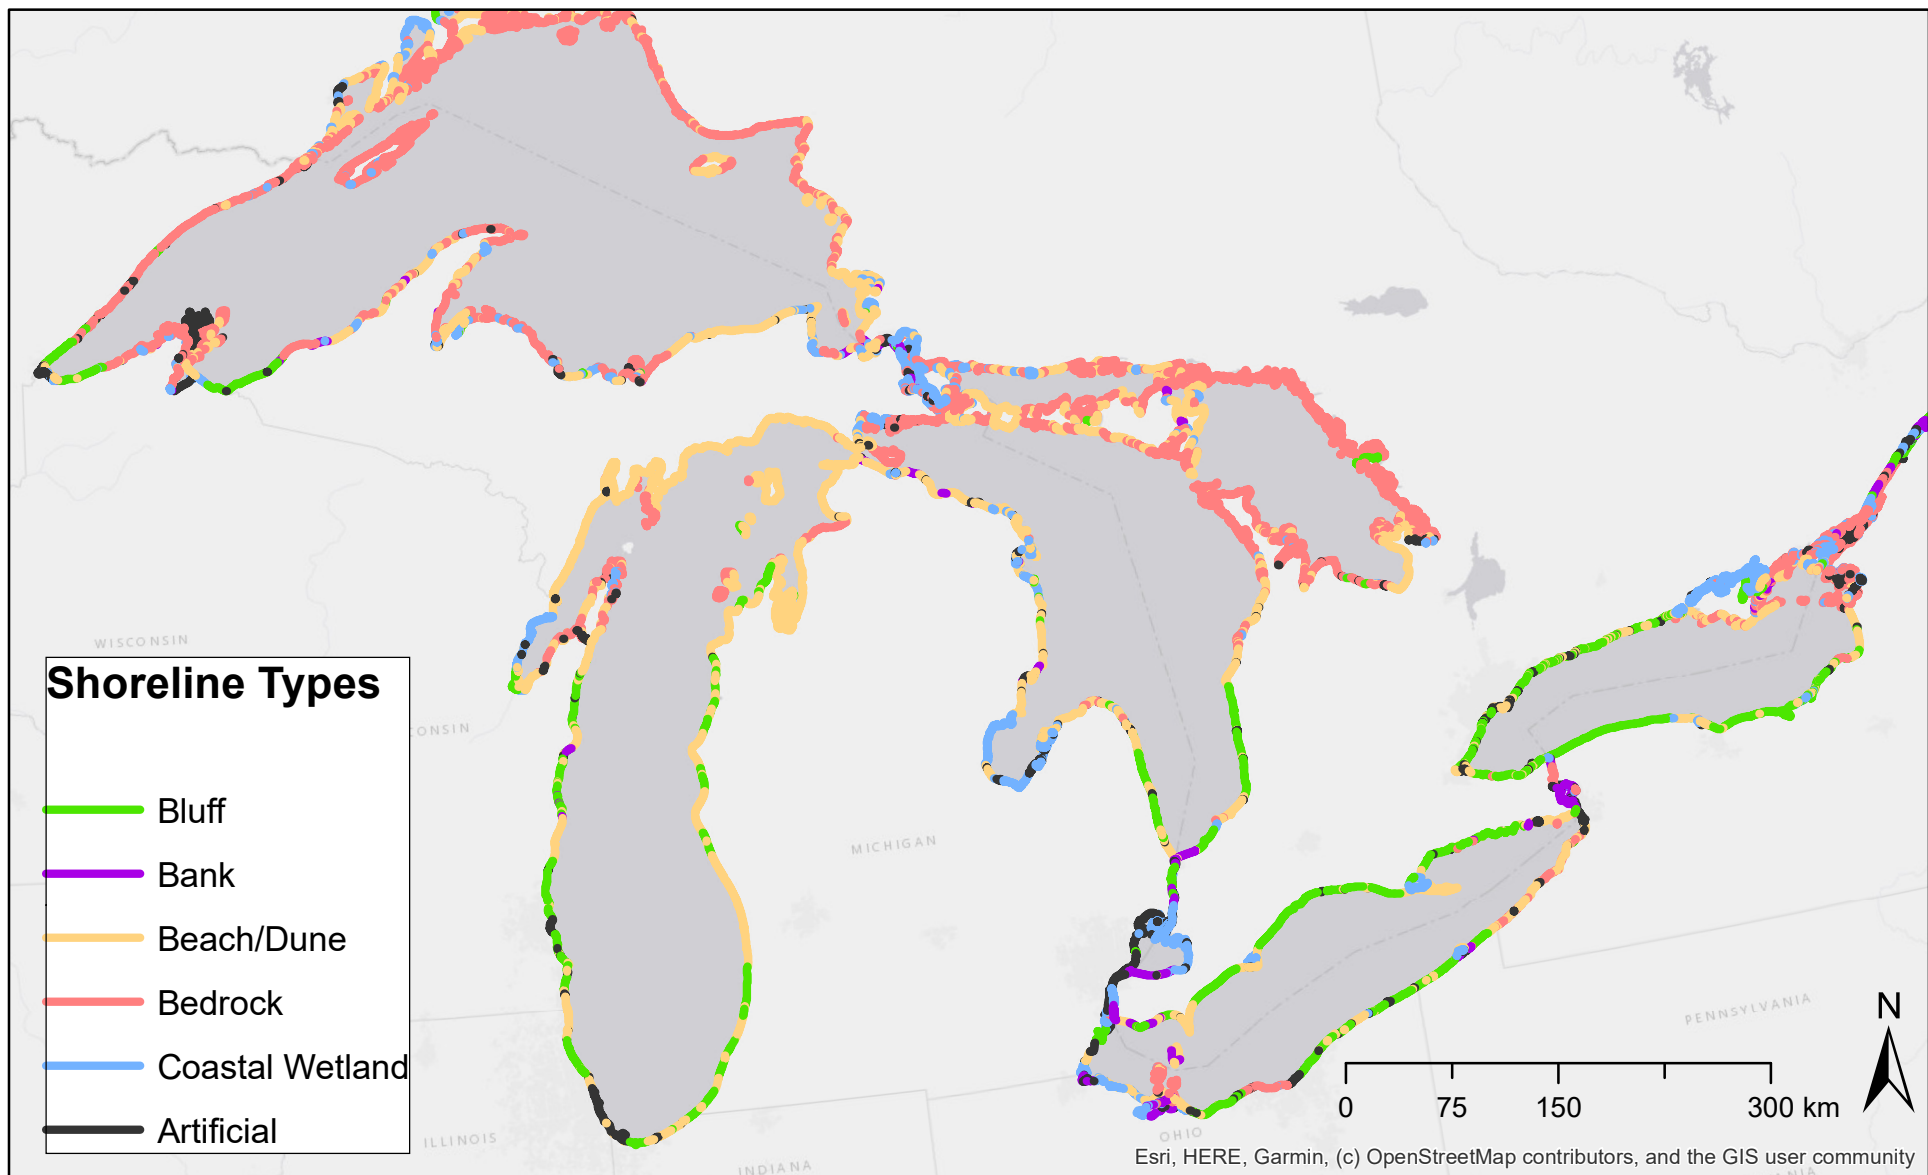 WISCONSIN
Shoreline Types
CONSIN
Bluff
MICHIGAN
Bank
Beach/Dune
Bedrock
PENNSYLVANIA
N
Coastal Wetland
0 75 150 300 km
Artificial
ILLINOIS
OHIO
INDIANA
Esri, HERE, Garmin, (c) OpenStreetMap contributors, and the GIS user community